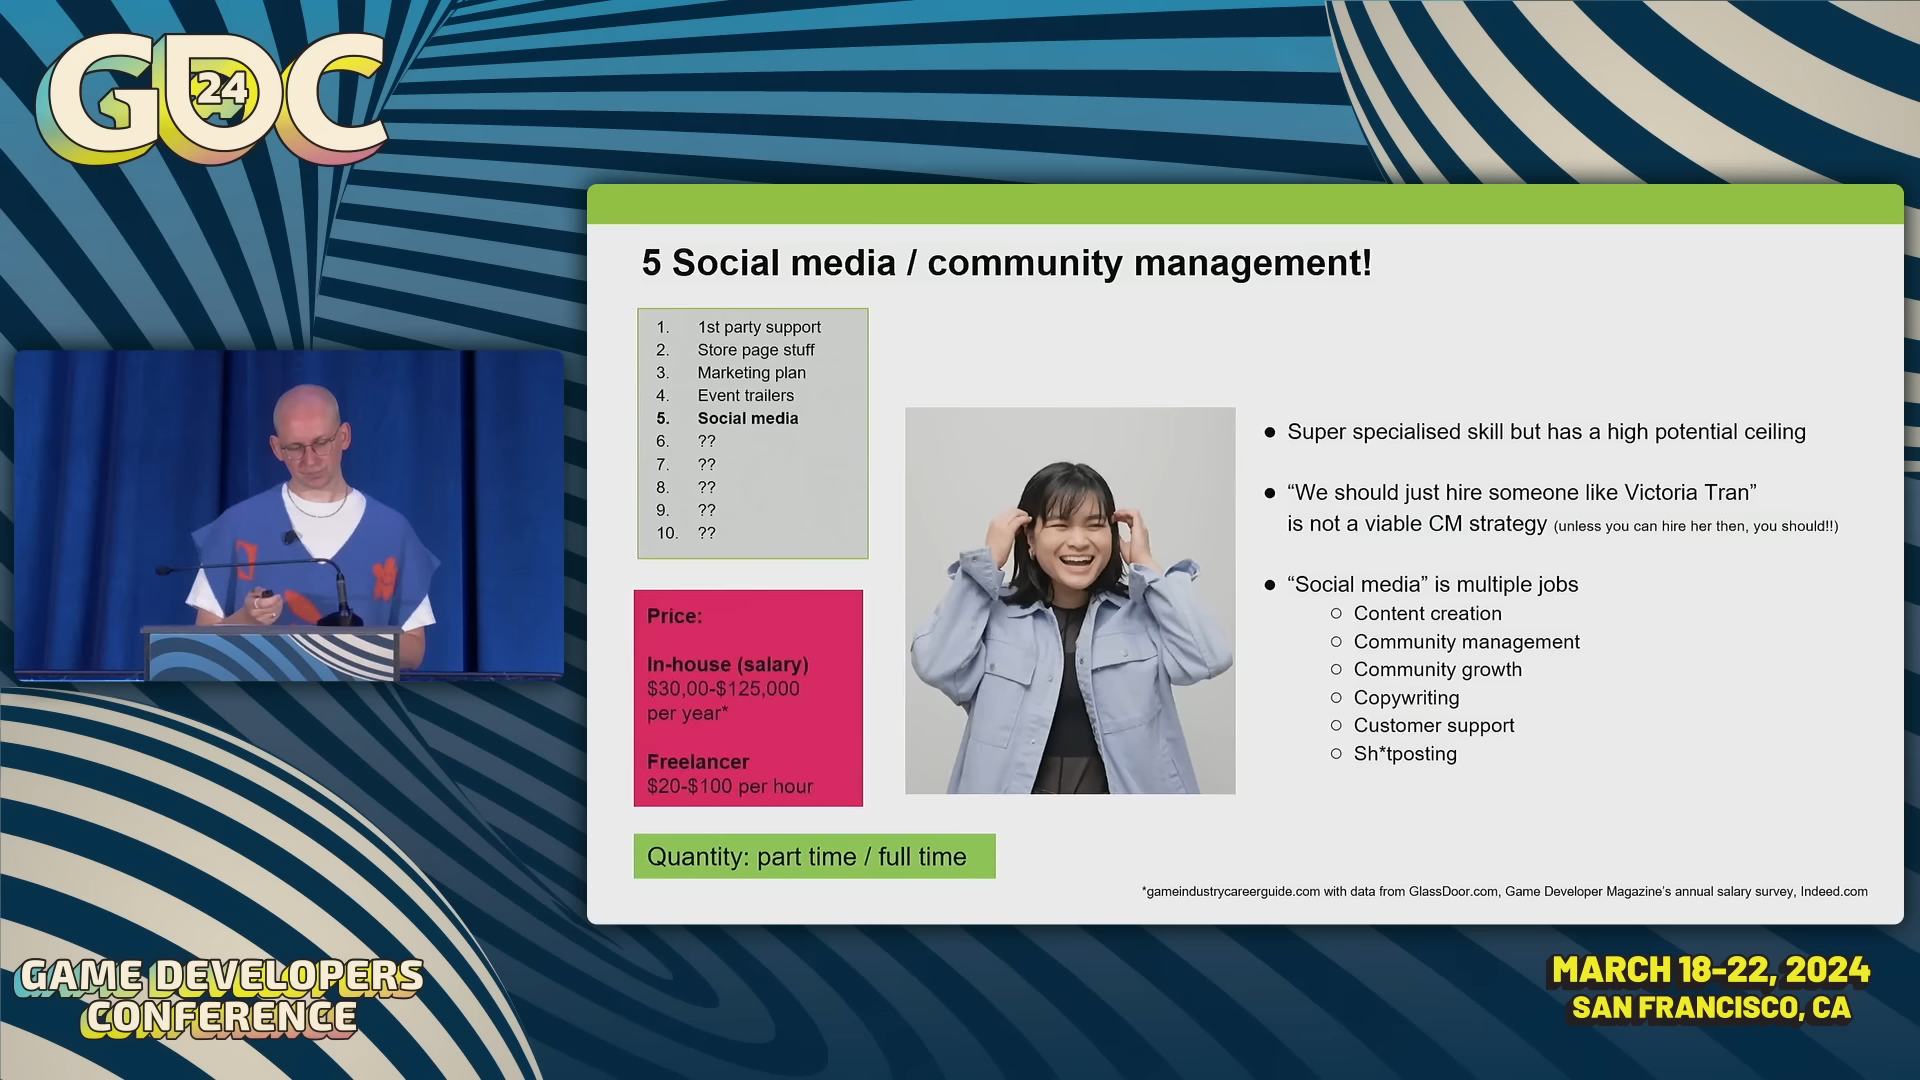 GDC
24
5 Social media / community management!
1. 1st party support
2. Store page stuff
3. Marketing plan
4. Event trailers
5. Social media
6. ??
7. ??
8. ??
9. ??
10. ??
Price:
In-house (salary)
$30,00-$125,000
per year*
Freelancer
$20-$100 per hour
Quantity: part time / full time
● Super specialised skill but has a high potential ceiling
● “We should just hire someone like Victoria Tran”
is not a viable CM strategy (unless you can hire her then, you should!!)
● “Social media” is multiple jobs
○ Content creation
○ Community management
○ Community growth
○ Copywriting
○ Customer support
○ Sh*tposting
*gameindustrycareerguide.com with data from GlassDoor.com, Game Developer Magazine’s annual salary survey, Indeed.com
GAME DEVELOPERS
CONFERENCE
MARCH 18-22, 2024
SAN FRANCISCO, CA